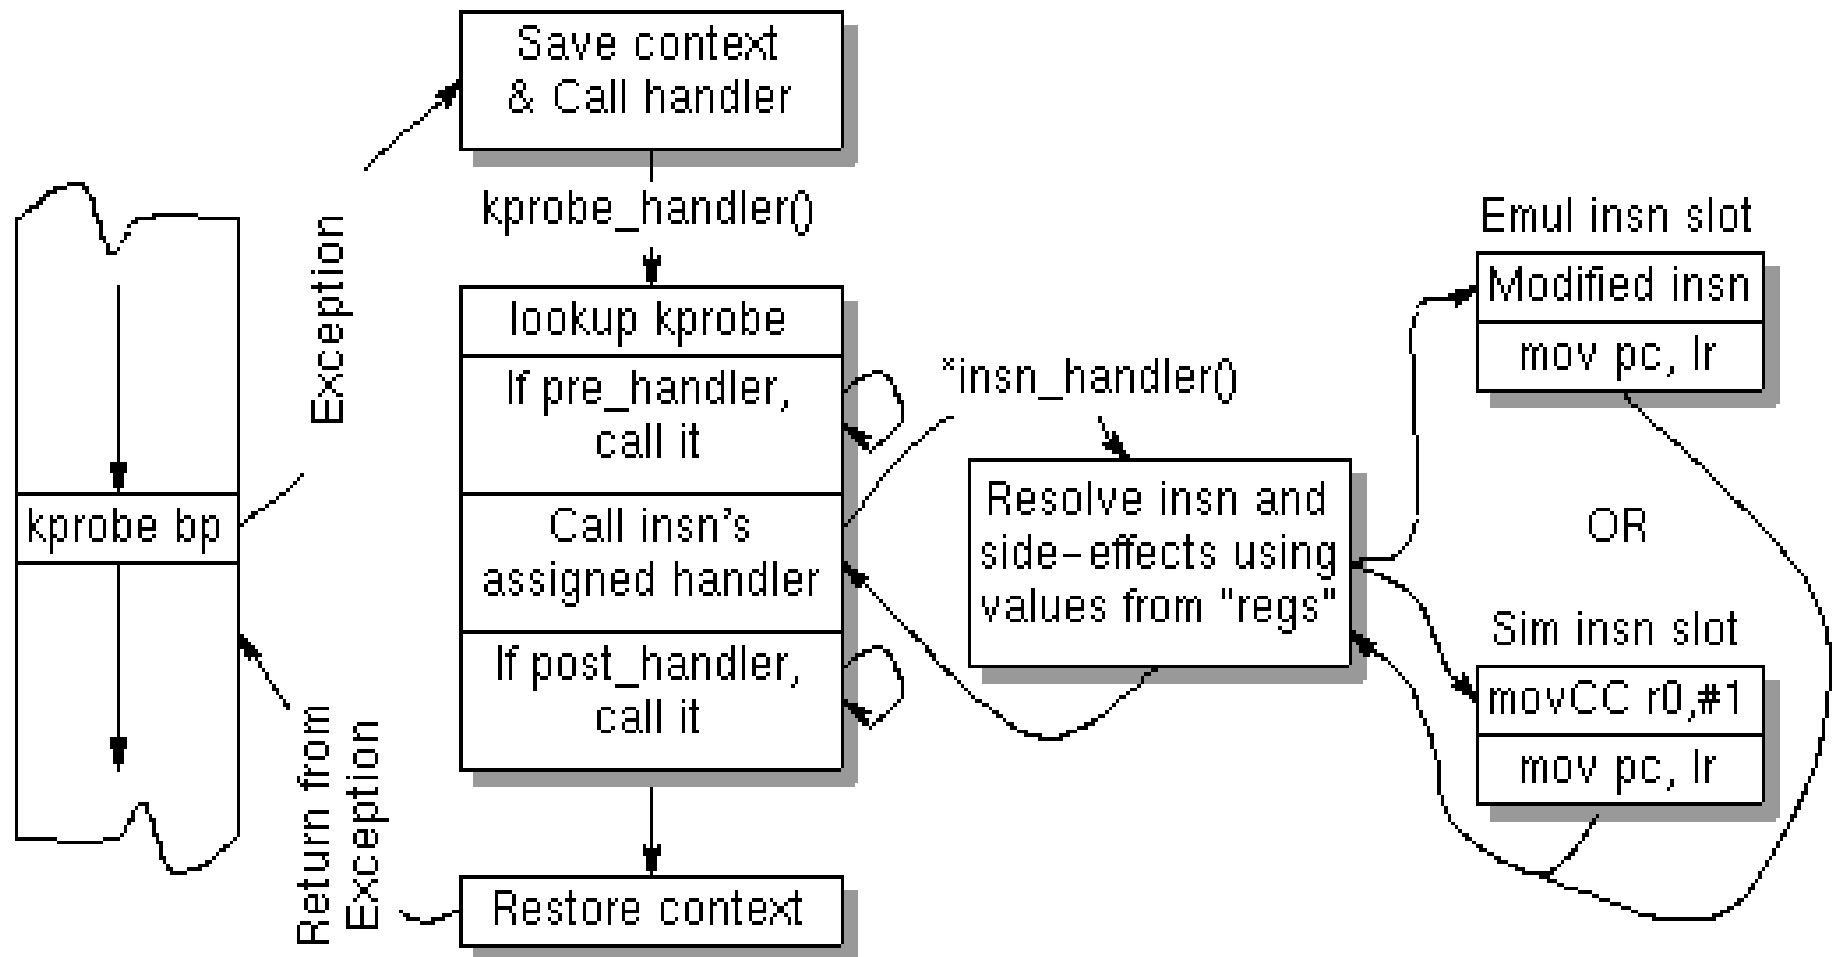 Save context
& Call handler
kprobe_handler()
Exception
lookup kprobe
If pre_handler,
call it
Call insn's
assigned handler
If post_handler,
call it
kprobe bp
Return from
Exception
Restore context
*insn_handler()
Resolve insn and
side-effects using
values from "regs"
Emul insn slot
Modified insn
mov pc, lr
OR
Sim insn slot
movCC r0,#1
mov pc, lr